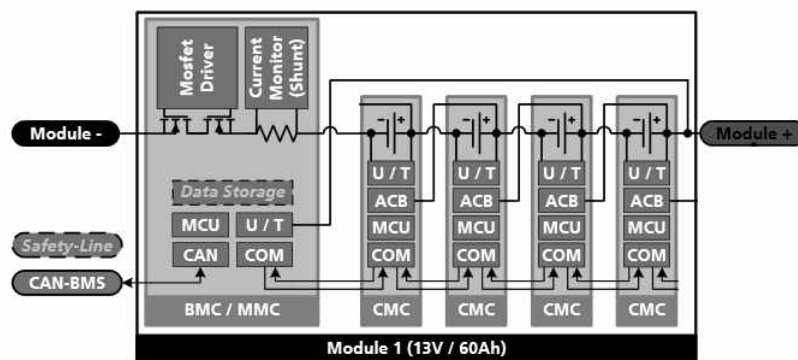 Mosfet
Driver
Current
Monitor
(Shunt)
- +
- +
- +
- +
Module -
Module +
U / T
U / T
U / T
U / T
Data Storage
ACB
ACB
ACB
ACB
MCU
U / T
MCU
MCU
MCU
MCU
Safety-Line
CAN
COM
COM
COM
COM
COM
CAN-BMS
BMC / MMC
CMC
CMC
CMC
CMC
Module 1 (13V / 60Ah)